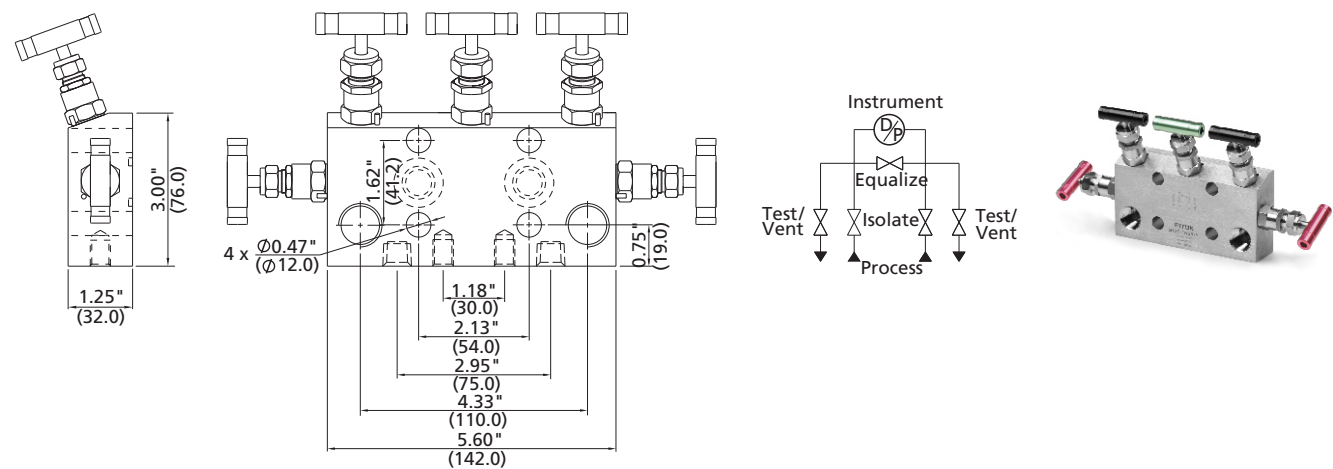 3.00"
(76.0)
1.25"
(32.0)
1.62"
(41.2)
4 x Ø0.47"
(Ø12.0)
0.75"
(19.0)
1.18"
(30.0)
2.13"
(54.0)
2.95"
(75.0)
4.33"
(110.0)
5.60"
(142.0)
Instrument
D/P
Equalize
Test/
Vent
Isolate
Test/
Vent
Process